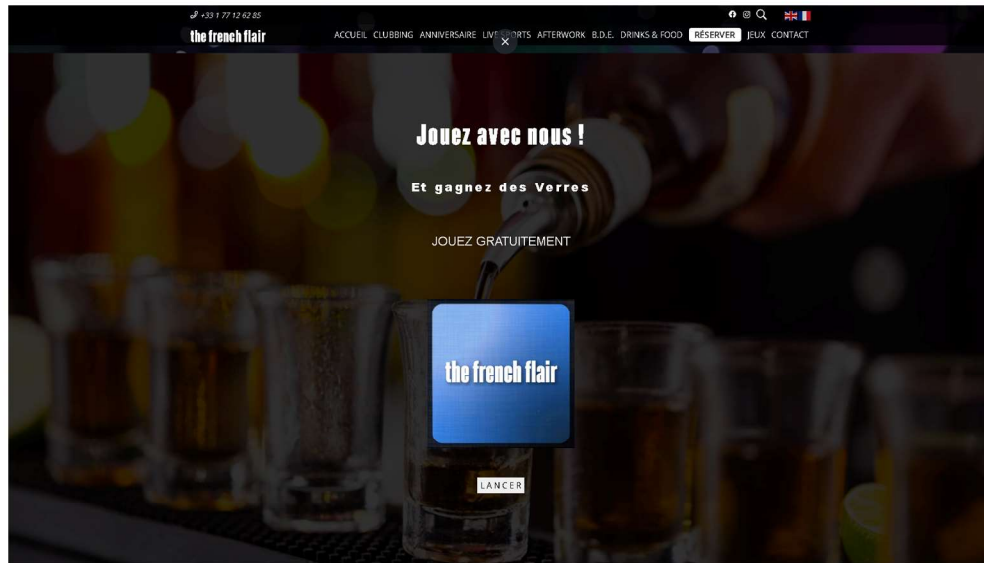 +33 1 77 12 62 85
the french flair
ACCUEIL CLUBBING ANNIVERSAIRE LIVE SPORTS AFTERWORK B.D.E. DRINKS & FOOD RÉSERVER JEUX CONTACT
Jouez avec nous !
Et gagnez des Verres
JOUEZ GRATUITEMENT
the french flair
LANCER